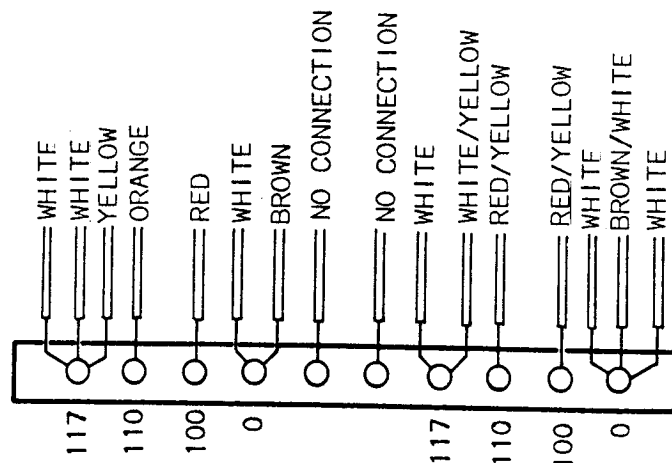 WHITE
WHITE
YELLOW
ORANGE
RED
WHITE
BROWN
NO CONNECTION
NO CONNECTION
WHITE
WHITE/YELLOW
RED/YELLOW
RED/YELLOW
WHITE
BROWN/WHITE
WHITE
117
110
100
0
117
110
100
0